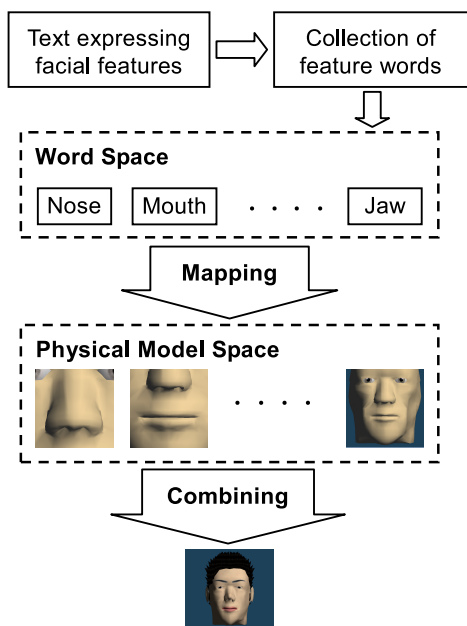 Text expressing
facial features
Collection of
feature words
Word Space
Nose
Mouth
. . . .
Jaw
Mapping
Physical Model Space
. . . .
Combining